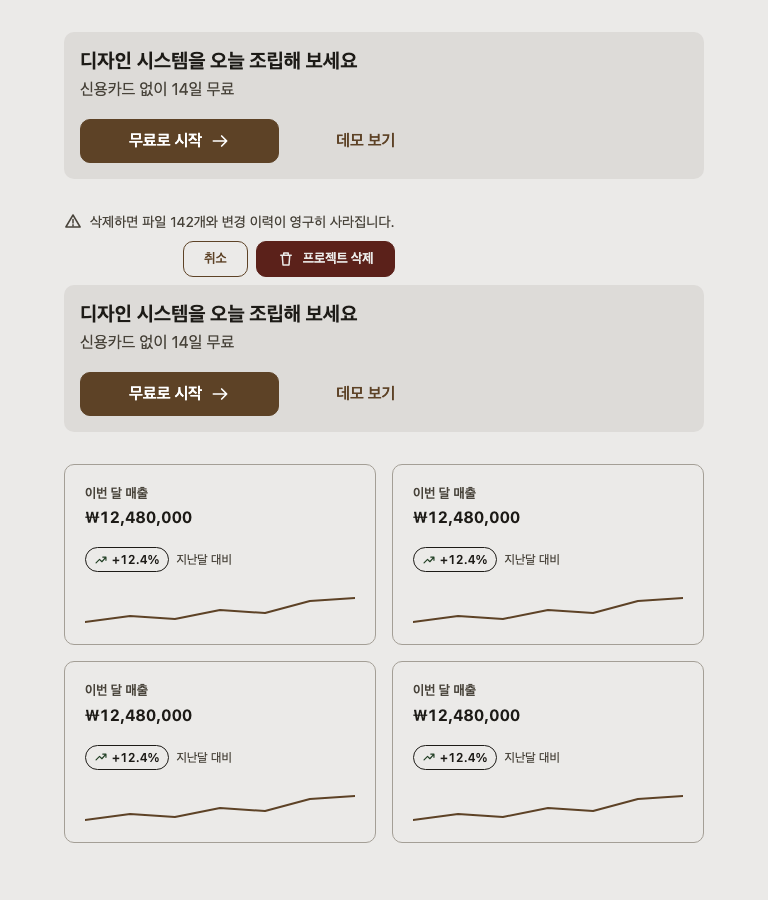 디자인 시스템을 오늘 조립해 보세요
신용카드 없이 14일 무료
무료로 시작 데모 보기
삭제하면 파일 142개와 변경 이력이 영구히 사라집니다.
취소 프로젝트 삭제
디자인 시스템을 오늘 조립해 보세요
신용카드 없이 14일 무료
무료로 시작 데모 보기
이번 달 매출
₩12,480,000
+12.4% 지난달 대비
이번 달 매출
₩12,480,000
+12.4% 지난달 대비
이번 달 매출
₩12,480,000
+12.4% 지난달 대비
이번 달 매출
₩12,480,000
+12.4% 지난달 대비